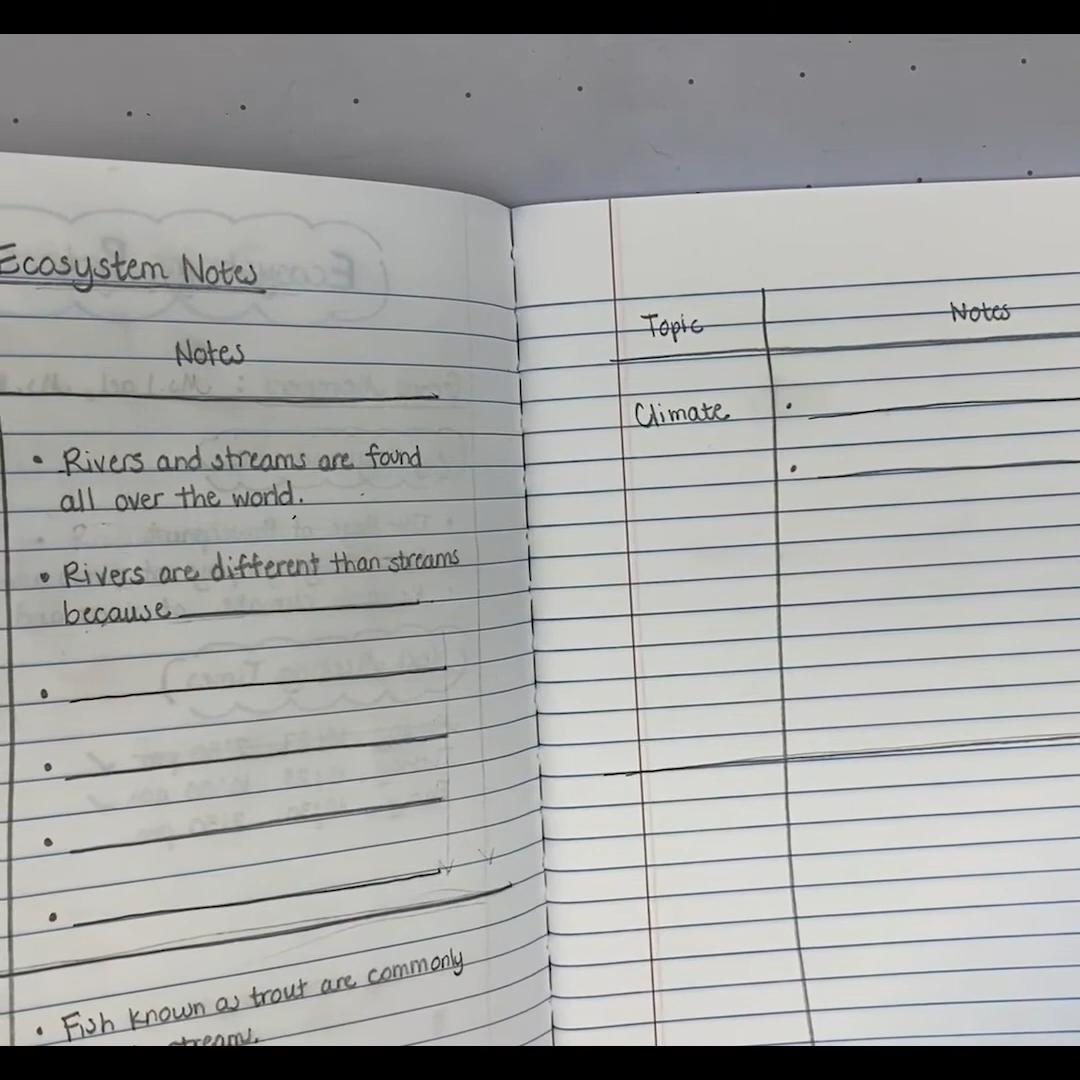 Ecosystem Notes
Notes
• Rivers and streams are found
all over the world.
• Rivers are different than streams
because
• Fish known as trout are commonly
streams.
Topic
Notes
Climate